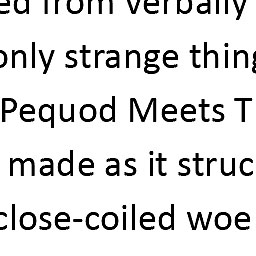 ed from verbally
only strange thing
Pequod Meets T
made as it struc
close-coiled woe